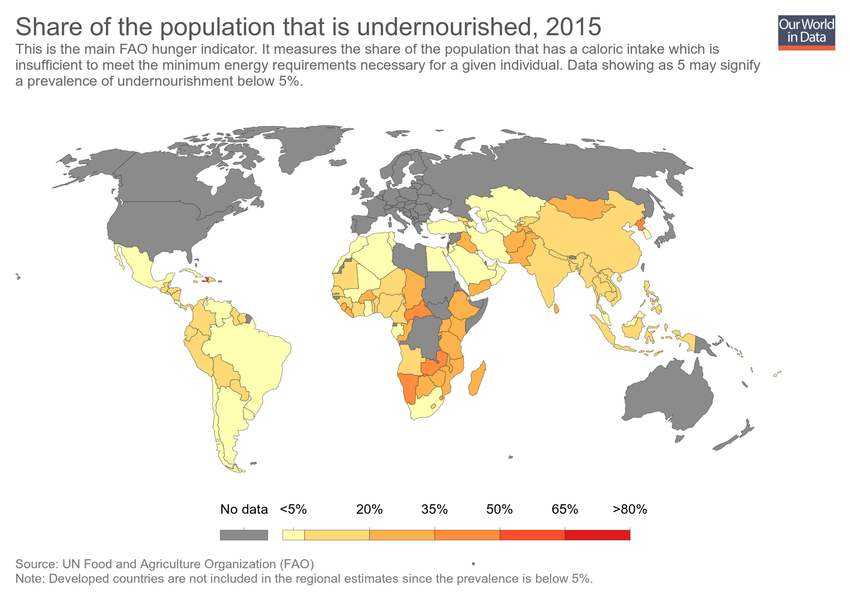 Share of the population that is undernourished, 2015
Our World
in Data
This is the main FAO hunger indicator. It measures the share of the population that has a caloric intake which is
insufficient to meet the minimum energy requirements necessary for a given individual. Data showing as 5 may signify
a prevalence of undernourishment below 5%.
No data <5% 20% 35% 50% 65% >80%
Source: UN Food and Agriculture Organization (FAO)
Note: Developed countries are not included in the regional estimates since the prevalence is below 5%.